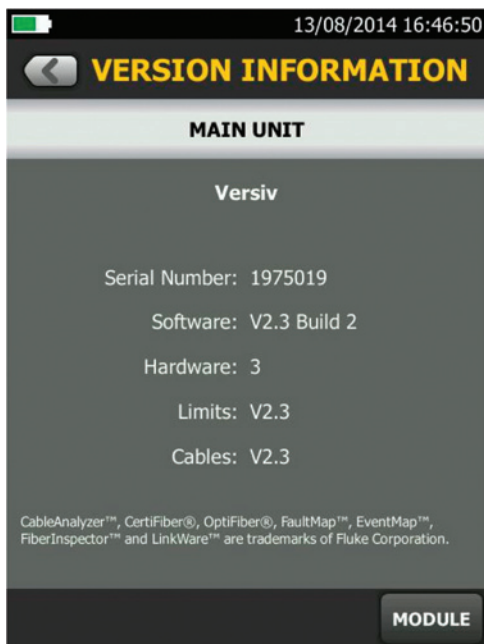 13/08/2014 16:46:50
VERSION INFORMATION
MAIN UNIT
Versiv
Serial Number: 1975019
Software: V2.3 Build 2
Hardware: 3
Limits: V2.3
Cables: V2.3
CableAnalyzer™, CertiFiber®, OptiFiber®, FaultMap™, EventMap™,
FiberInspector™ and LinkWare™ are trademarks of Fluke Corporation.
MODULE